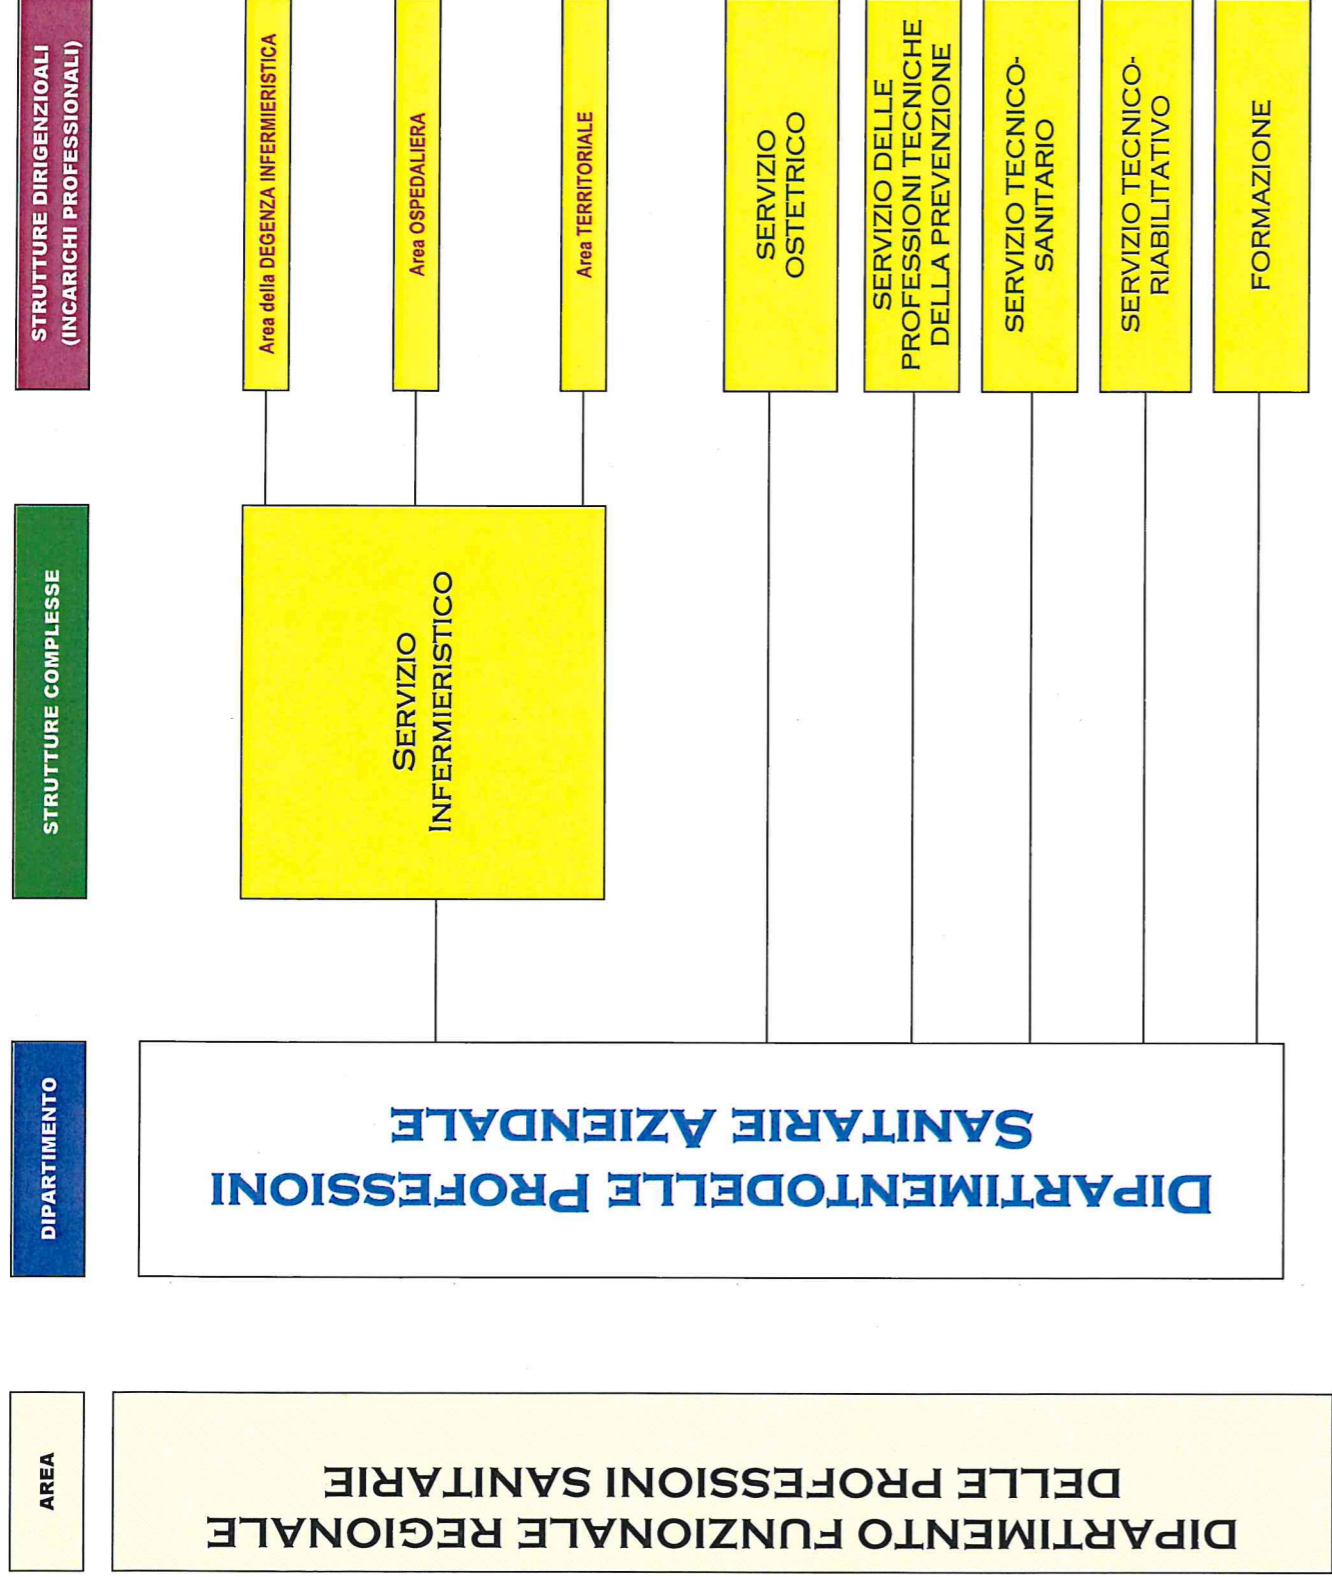 AREA
DIPARTIMENTO
STRUTTURE COMPLESSE
STRUTTURE DIRIGENZIOALI
(INCARICHI PROFESSIONALI)
DIPARTIMENTO FUNZIONALE REGIONALE
DELLE PROFESSIONI SANITARIE
DIPARTIMENTODELLE PROFESSIONI
SANITARIE AZIENDALE
SERVIZIO
INFERMIERISTICO
Area della DEGENZA INFERMIERISTICA
Area OSPEDALIERA
Area TERRITORIALE
SERVIZIO
OSTETRICO
SERVIZIO DELLE
PROFESSIONI TECNICHE
DELLA PREVENZIONE
SERVIZIO TECNICO-
SANITARIO
SERVIZIO TECNICO-
RIABILITATIVO
FORMAZIONE